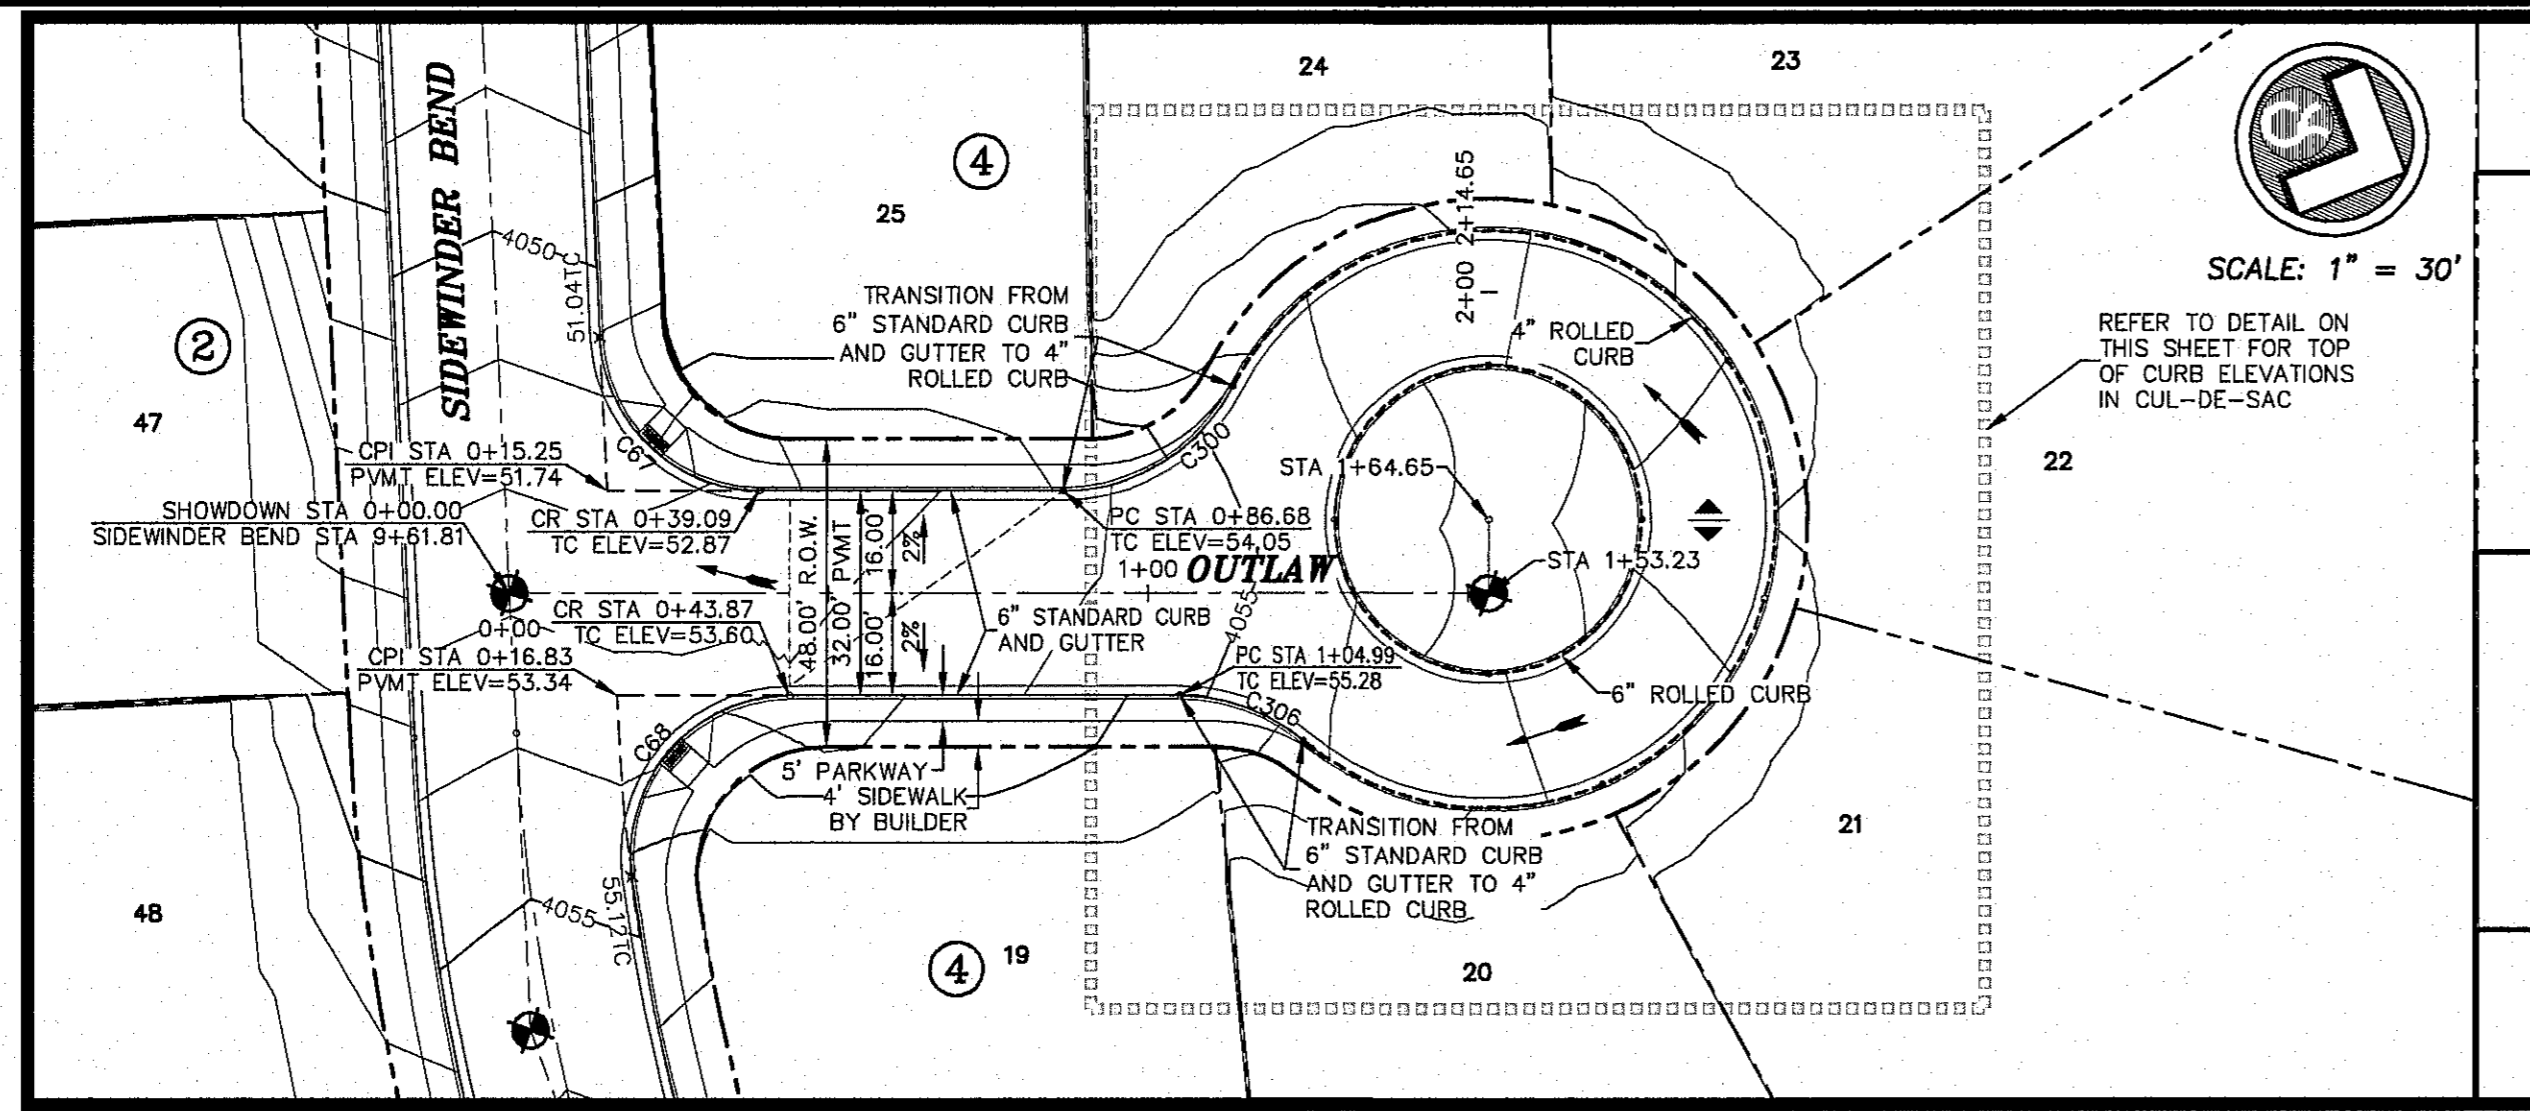 24
23
SIDEWINDER BEND
4
25
4050
51.04TC
TRANSITION FROM
6" STANDARD CURB
AND GUTTER TO 4"
ROLLED CURB
2+00 2+14.65
4" ROLLED
CURB
SCALE: 1" = 30'
REFER TO DETAIL ON
THIS SHEET FOR TOP
OF CURB ELEVATIONS
IN CUL-DE-SAC
2
47
CPI STA 0+15.25
PVMT ELEV=51.74
C67
C300
STA 1+64.65
22
SHOWDOWN STA 0+00.00
SIDEWINDER BEND STA 9+61.81
CR STA 0+39.09
TC ELEV=52.87
PC STA 0+86.68
TC ELEV=54.05
1+00 OUTLAW
STA 1+53.23
48.00' R.O.W.
32.00' PVMT
16.00' 16.00'
2% 2%
CR STA 0+43.87
TC ELEV=53.60
0+00
6" STANDARD CURB
AND GUTTER
4055
CPI STA 0+16.83
PVMT ELEV=53.34
PC STA 1+04.99
TC ELEV=55.28
6" ROLLED CURB
C306
C68
5' PARKWAY
4' SIDEWALK
BY BUILDER
TRANSITION FROM
6" STANDARD CURB
AND GUTTER TO 4"
ROLLED CURB
21
48
4055
55.12TC
4
19
20